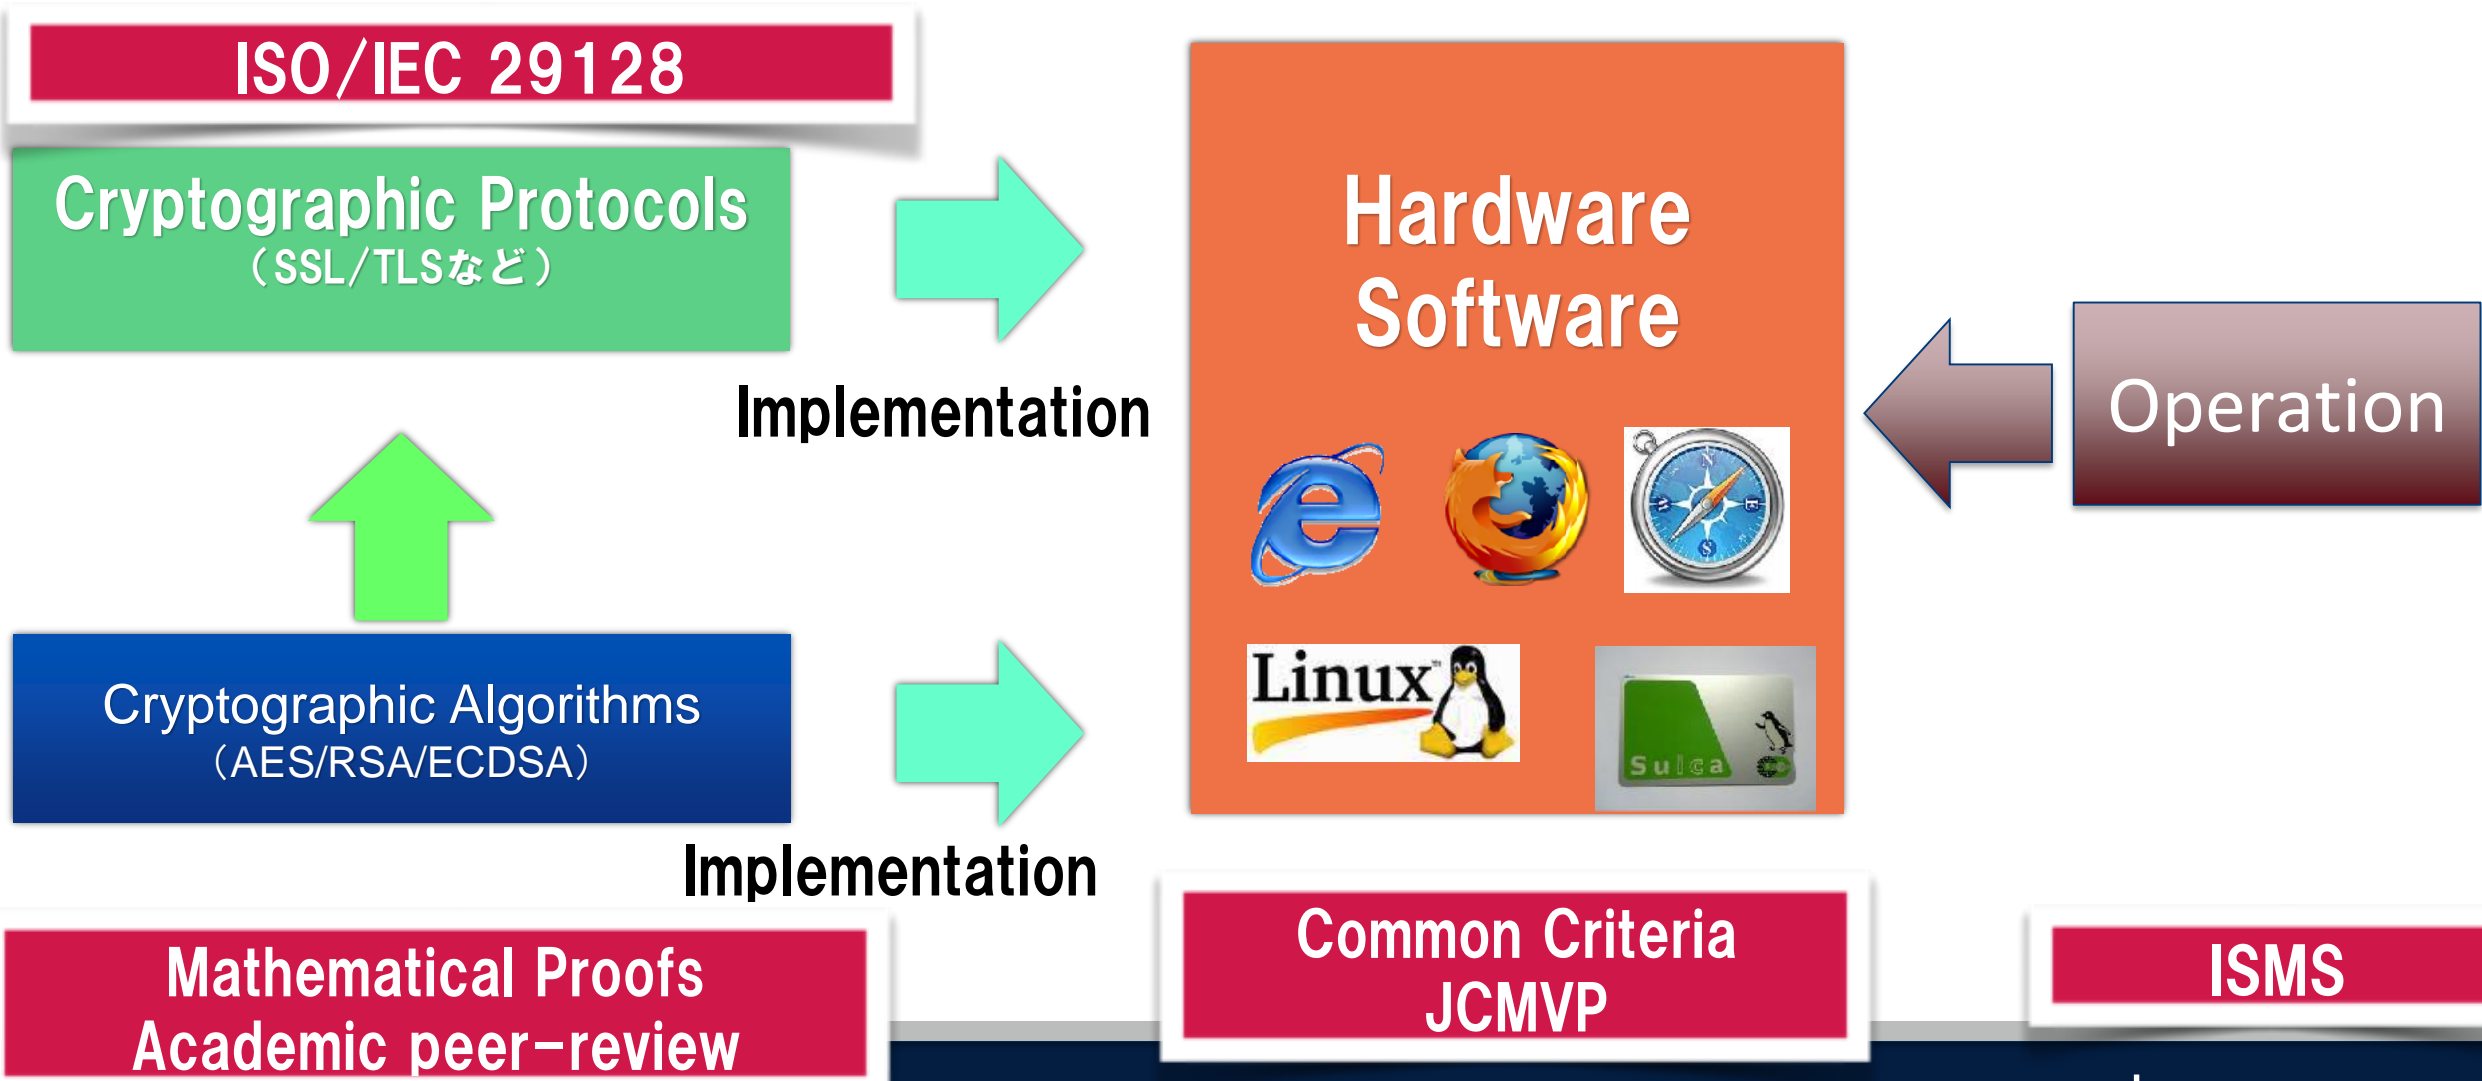 ISO/IEC 29128
Cryptographic Protocols
（SSL/TLSなど）
Implementation
Cryptographic Algorithms
（AES/RSA/ECDSA）
Implementation
Mathematical Proofs
Academic peer-review
Hardware
Software
Linux™
Suica
Common Criteria
JCMVP
Operation
ISMS